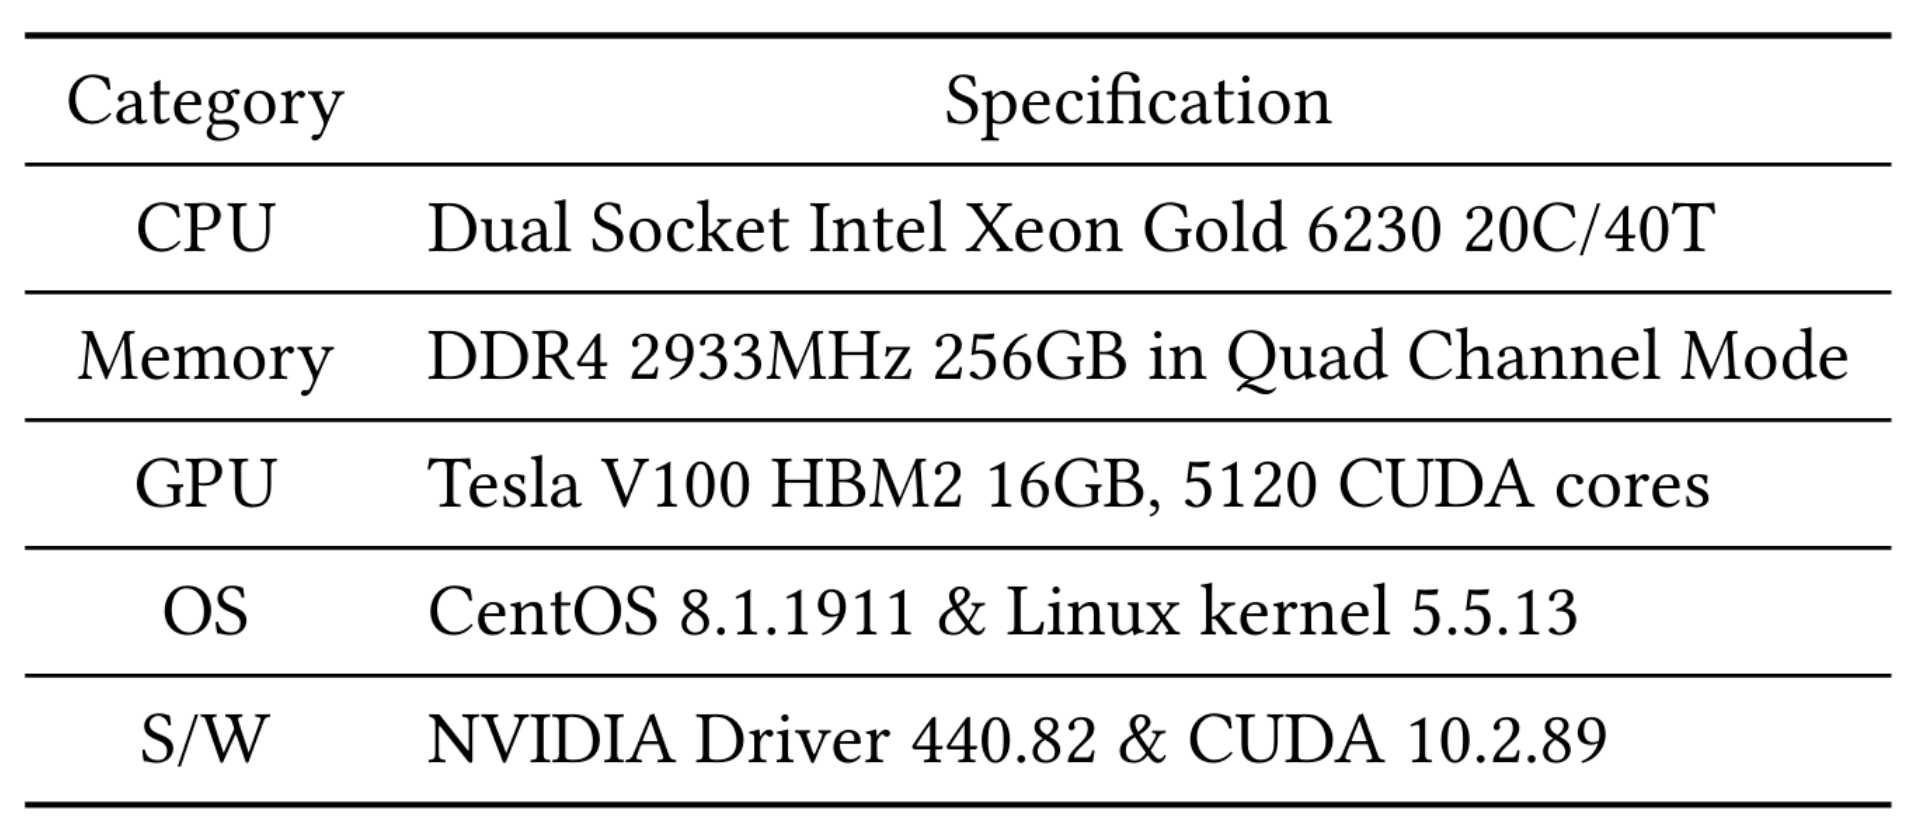 Category Specification
CPU Dual Socket Intel Xeon Gold 6230 20C/40T
Memory DDR4 2933MHz 256GB in Quad Channel Mode
GPU Tesla V100 HBM2 16GB, 5120 CUDA cores
OS CentOS 8.1.1911 & Linux kernel 5.5.13
S/W NVIDIA Driver 440.82 & CUDA 10.2.89